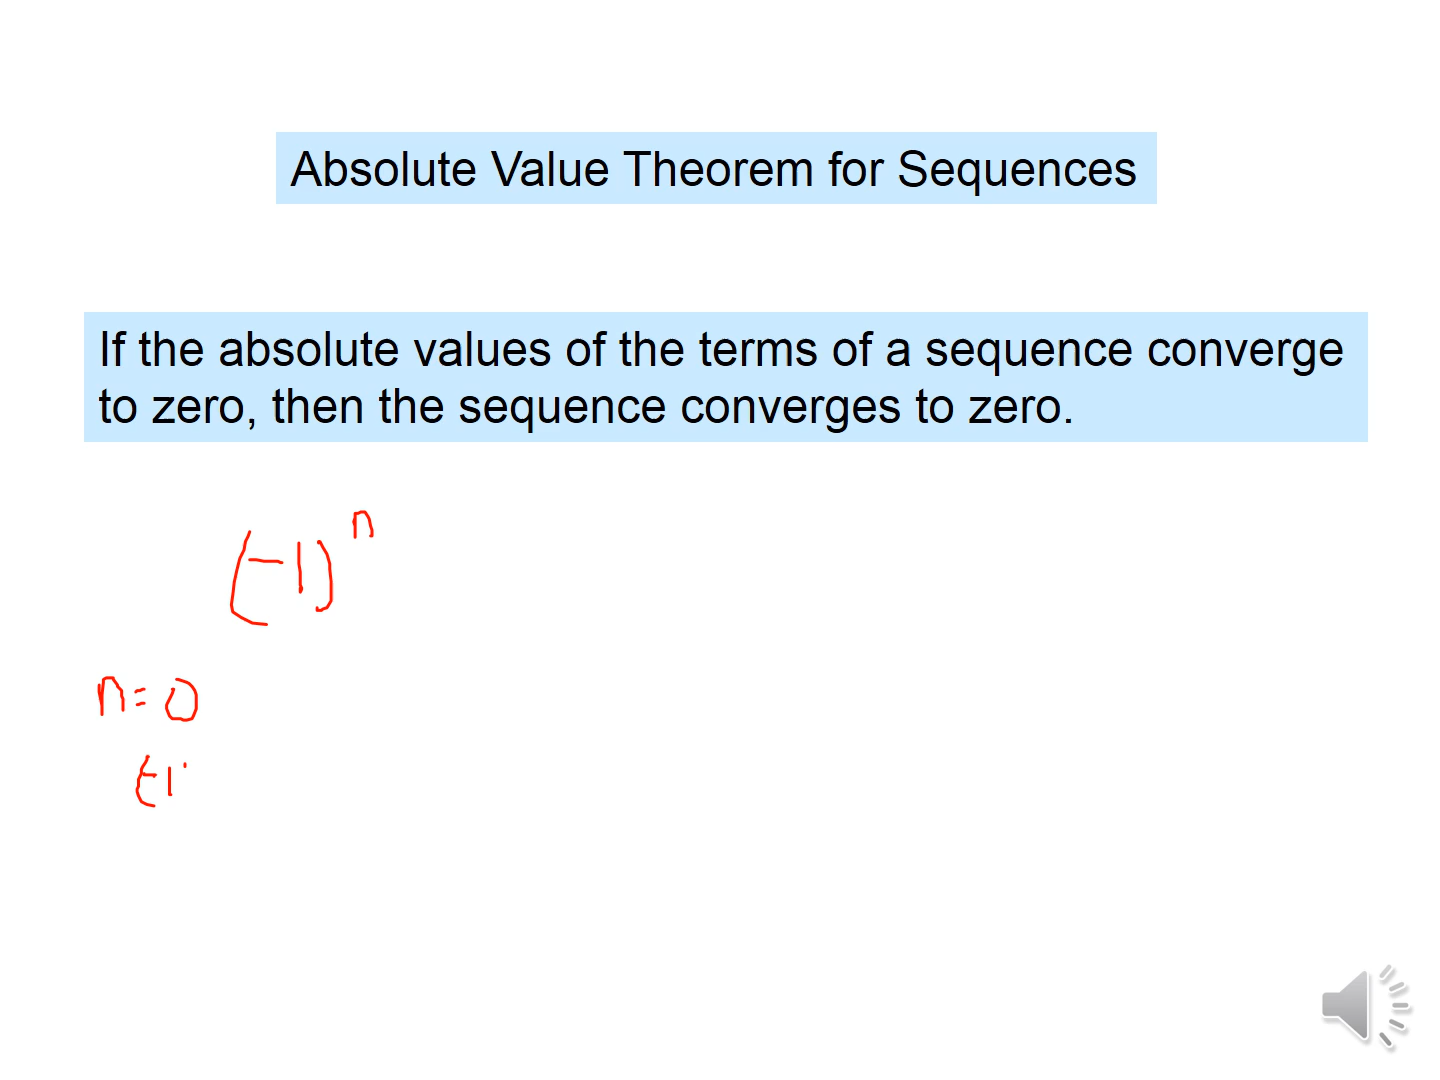 Absolute Value Theorem for Sequences
If the absolute values of the terms of a sequence converge
to zero, then the sequence converges to zero.
(-1)^n
n = 0
(-1